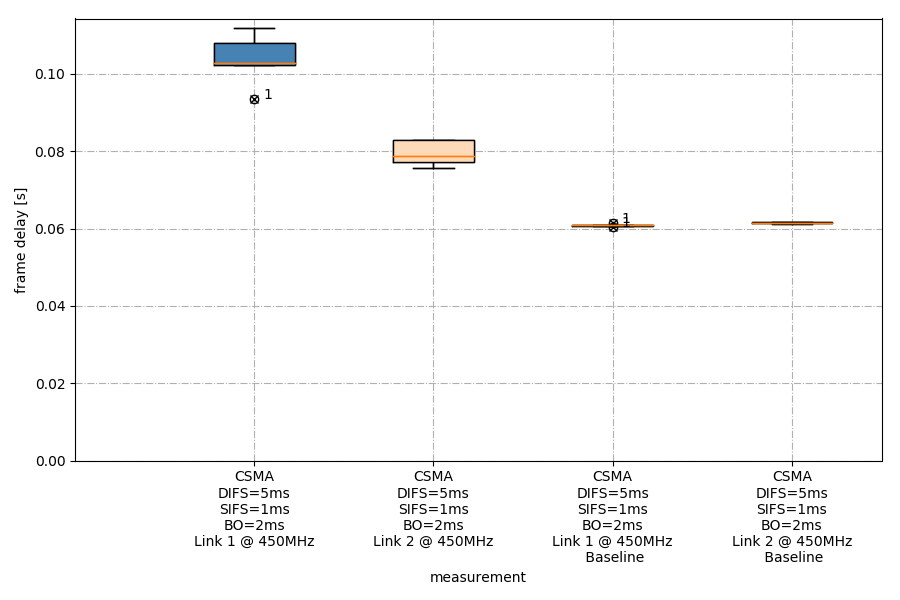 0.10
0.08
0.06
0.04
0.02
0.00
frame delay [s]
1
1
1
CSMA
DIFS=5ms
SIFS=1ms
BO=2ms
Link 1 @ 450MHz
CSMA
DIFS=5ms
SIFS=1ms
BO=2ms
Link 2 @ 450MHz
CSMA
DIFS=5ms
SIFS=1ms
BO=2ms
Link 1 @ 450MHz
Baseline
CSMA
DIFS=5ms
SIFS=1ms
BO=2ms
Link 2 @ 450MHz
Baseline
measurement